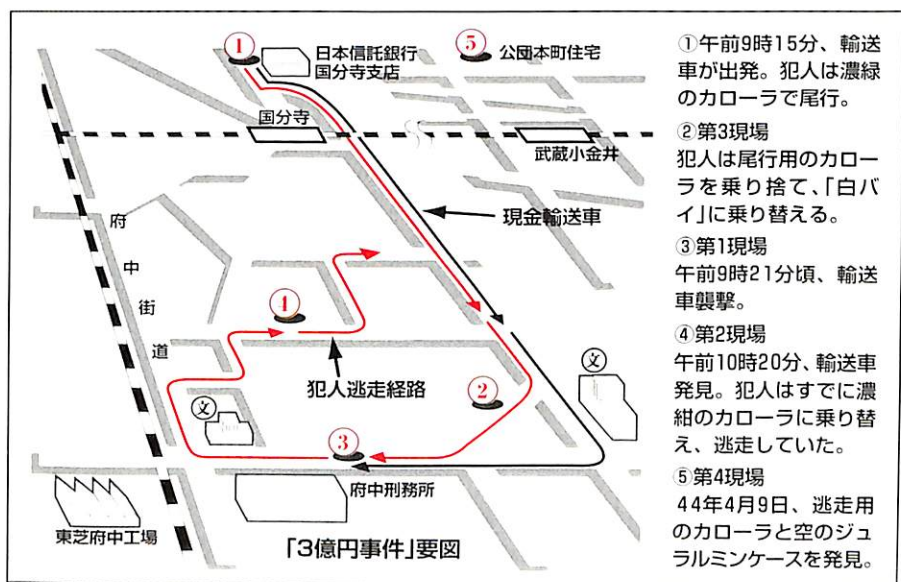 ①
日本信託銀行
国分寺支店
⑤
公団本町住宅
国分寺
武蔵小金井
現金輸送車
府中街道
④
犯人逃走経路
文
②
文
③
府中刑務所
東芝府中工場
「3億円事件」要図
①午前9時15分、輸送
車が出発。犯人は濃緑
のカローラで尾行。
②第3現場
犯人は尾行用のカロー
ラを乗り捨て、「白バ
イ」に乗り替える。
③第1現場
午前9時21分頃、輸送
車襲撃。
④第2現場
午前10時20分、輸送車
発見。犯人はすでに濃
紺のカローラに乗り替
え、逃走していた。
⑤第4現場
44年4月9日、逃走用
のカローラと空のジュ
ラルミンケースを発見。